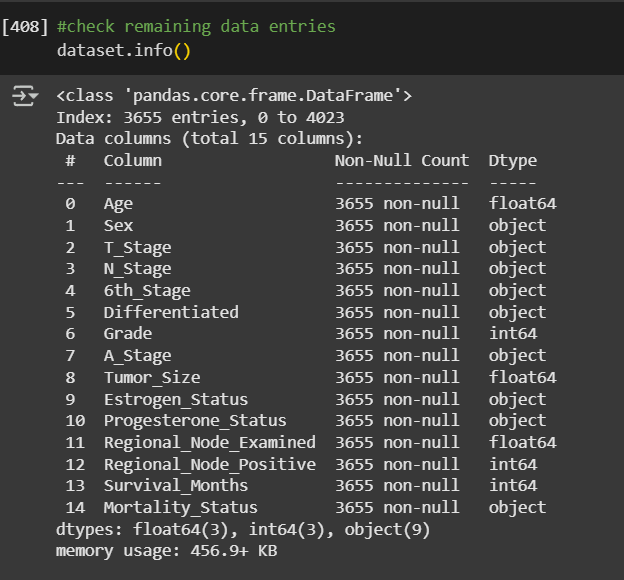 [408] #check remaining data entries
dataset.info()
<class 'pandas.core.frame.DataFrame'>
Index: 3655 entries, 0 to 4023
Data columns (total 15 columns):
 #   Column                  Non-Null Count  Dtype
---  ------                  --------------  -----
 0   Age                     3655 non-null   float64
 1   Sex                     3655 non-null   object
 2   T_Stage                 3655 non-null   object
 3   N_Stage                 3655 non-null   object
 4   6th_Stage               3655 non-null   object
 5   Differentiated          3655 non-null   object
 6   Grade                   3655 non-null   int64
 7   A_Stage                 3655 non-null   object
 8   Tumor_Size              3655 non-null   float64
 9   Estrogen_Status         3655 non-null   object
 10  Progesterone_Status     3655 non-null   object
 11  Regional_Node_Examined  3655 non-null   float64
 12  Regional_Node_Positive  3655 non-null   int64
 13  Survival_Months         3655 non-null   int64
 14  Mortality_Status        3655 non-null   object
dtypes: float64(3), int64(3), object(9)
memory usage: 456.9+ KB